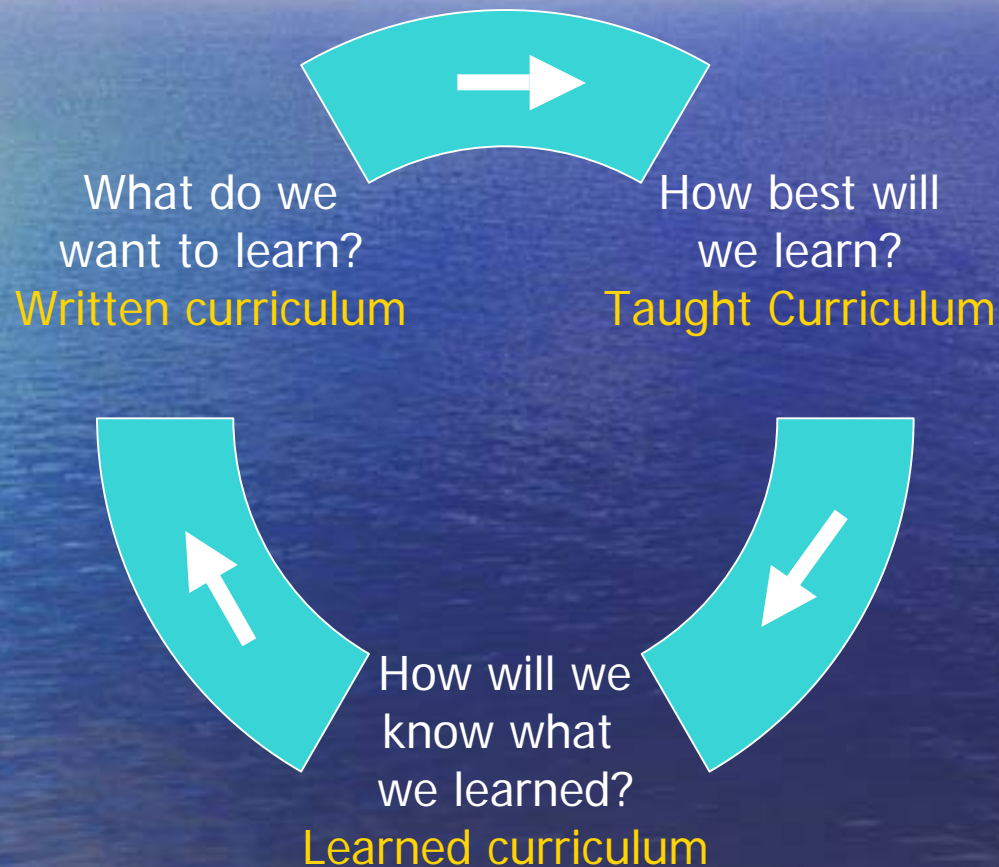 What do we
want to learn?
Written curriculum
How best will
we learn?
Taught Curriculum
How will we
know what
we learned?
Learned curriculum